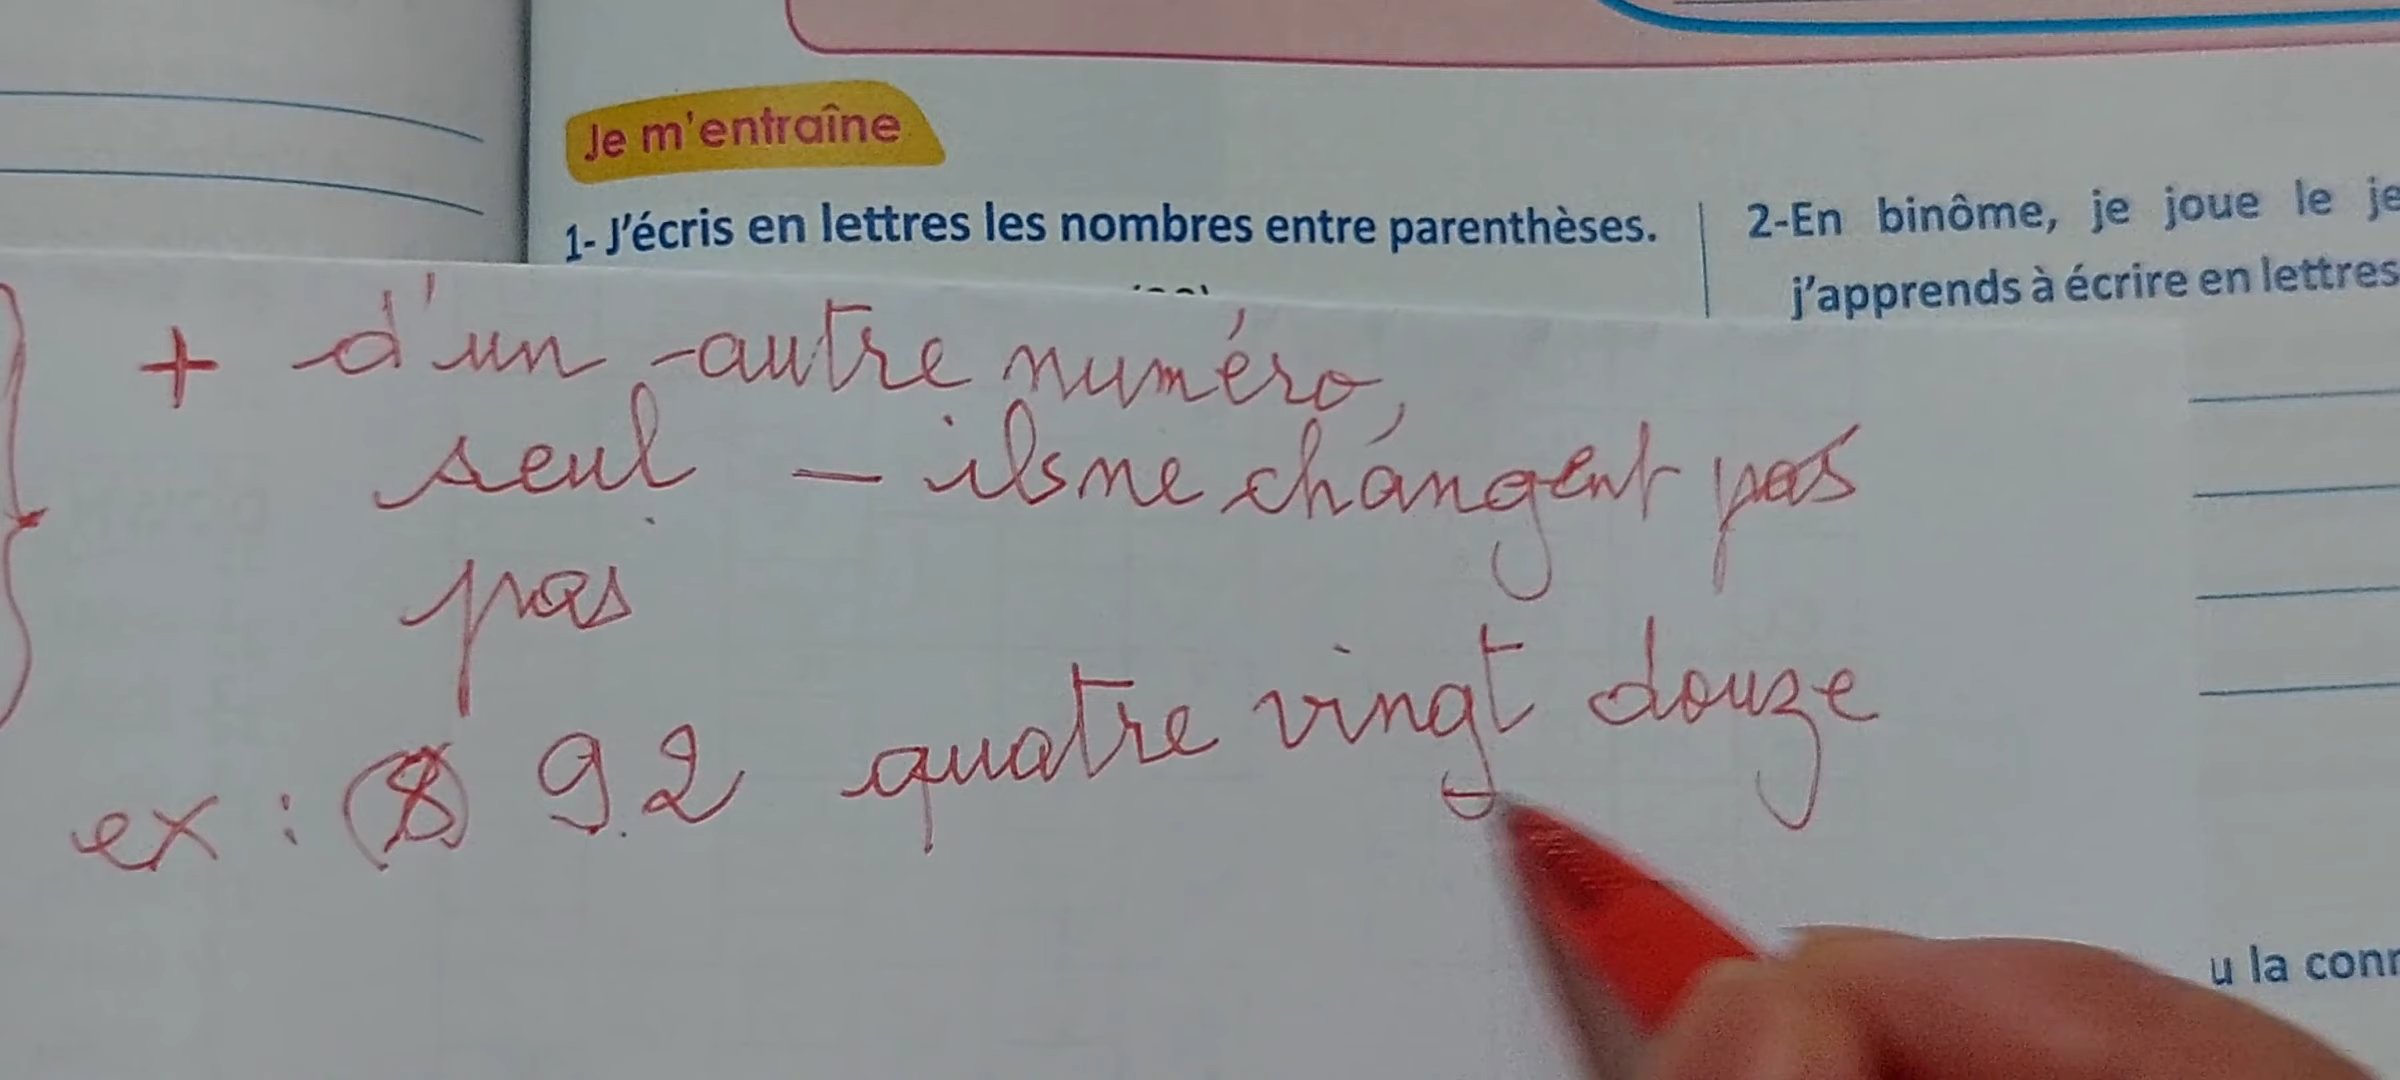 Je m'entraîne
1- J'écris en lettres les nombres entre parenthèses.
2-En binôme, je joue le je
j'apprends à écrire en lettres
+ d'un autre numéro,
seul - ils ne changent pas
pas
ex : 92 quatre vingt douze
u la conn